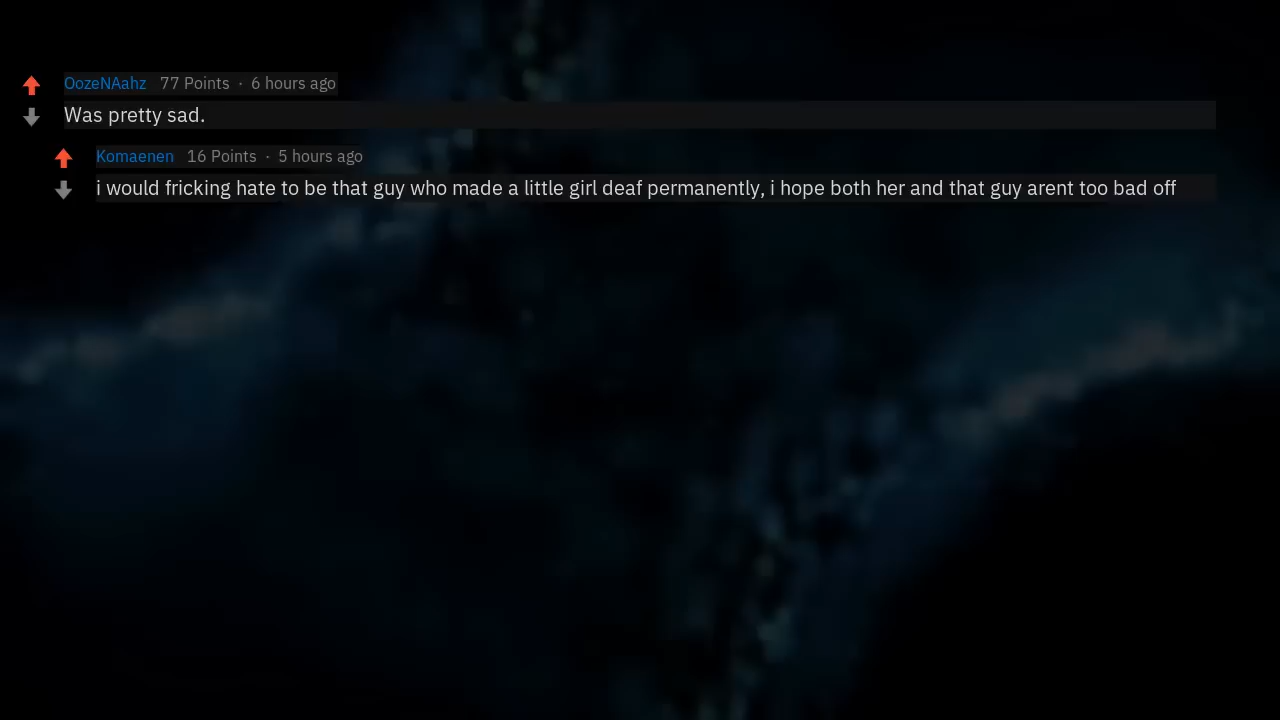 OozeNAahz 77 Points · 6 hours ago
Was pretty sad.
Komaenen 16 Points · 5 hours ago
i would fricking hate to be that guy who made a little girl deaf permanently, i hope both her and that guy arent too bad off